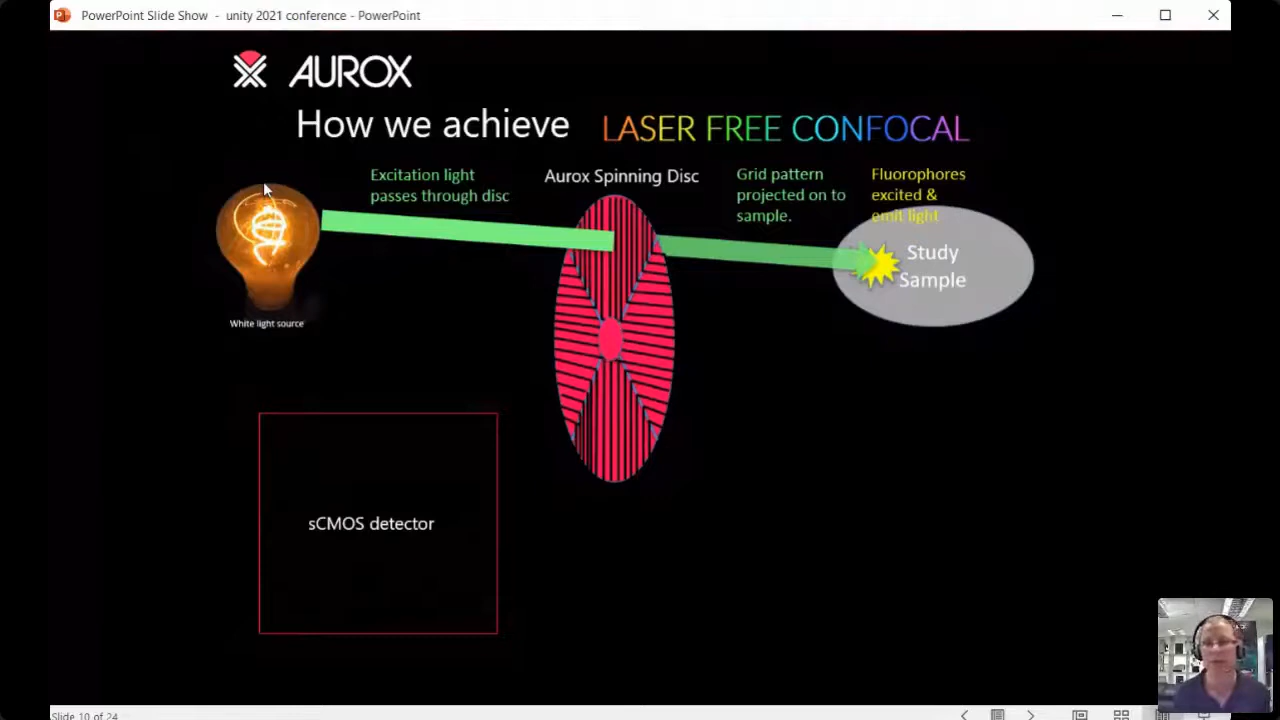 PowerPoint Slide Show - unity 2021 conference - PowerPoint
AUROX
How we achieve LASER FREE CONFOCAL
Excitation light
passes through disc
Aurox Spinning Disc
Grid pattern
projected on to
sample.
Fluorophores
excited &
emit light
Study
Sample
White light source
sCMOS detector
Slide 10 of 24